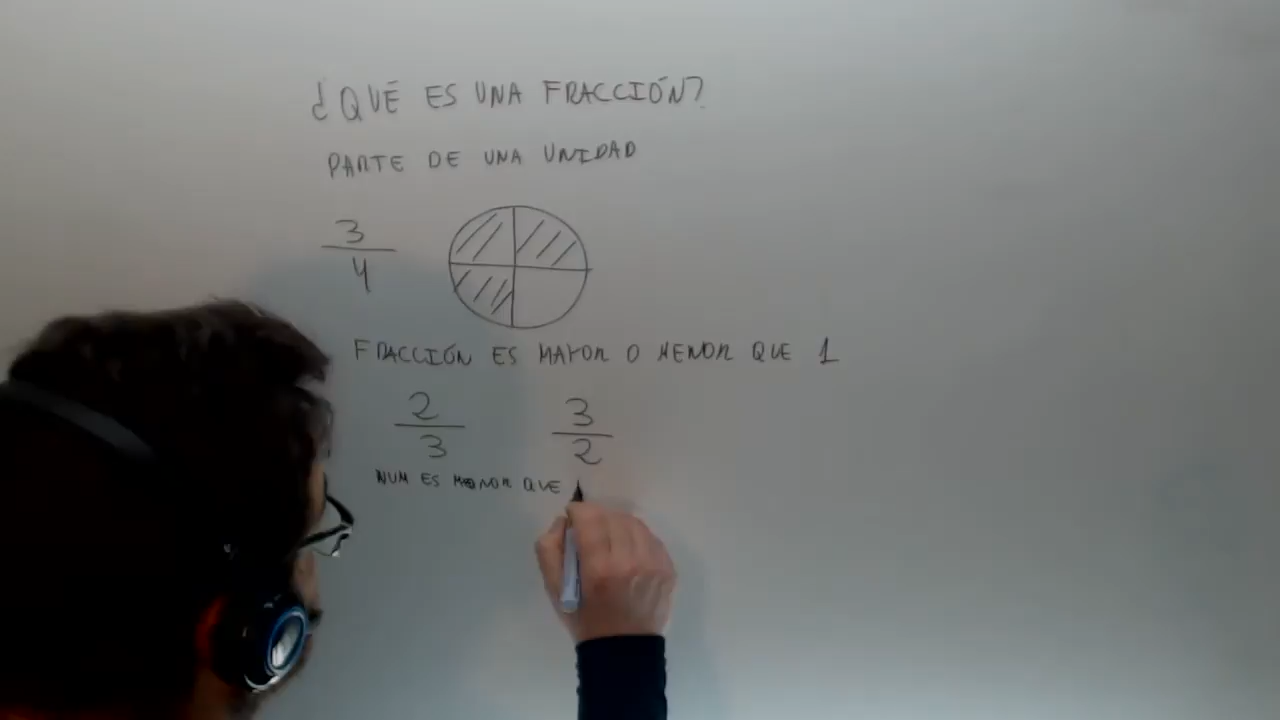 ¿QUÉ ES UNA FRACCIÓN?
PARTE DE UNA UNIDAD
3
4
FRACCIÓN ES MAYOR O MENOR QUE 1
2 3
3 2
NUM ES MENOR QUE